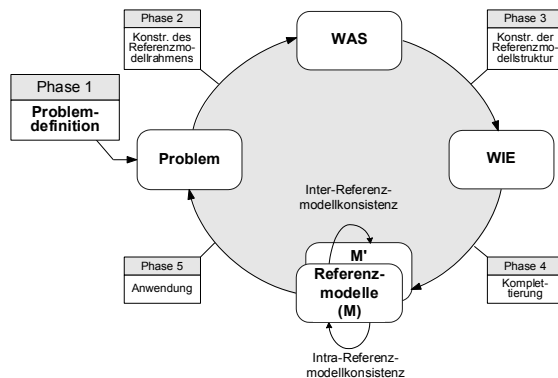 Phase 1
Problem-
definition
Problem
Phase 2
Konstr. des
Referenzmo-
dellrahmens
WAS
Phase 3
Konstr. der
Referenzmo-
dellstruktur
WIE
Phase 4
Komplet-
tierung
Inter-Referenz-
modellkonsistenz
M'
Referenz-
modelle
(M)
Intra-Referenz-
modellkonsistenz
Phase 5
Anwendung